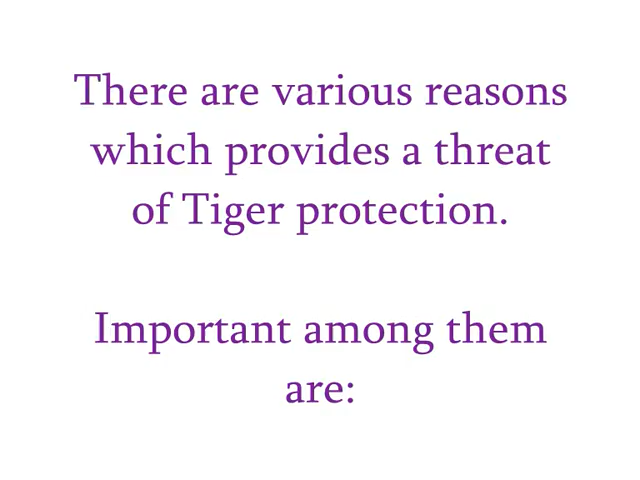 There are various reasons
which provides a threat
of Tiger protection.
Important among them
are: